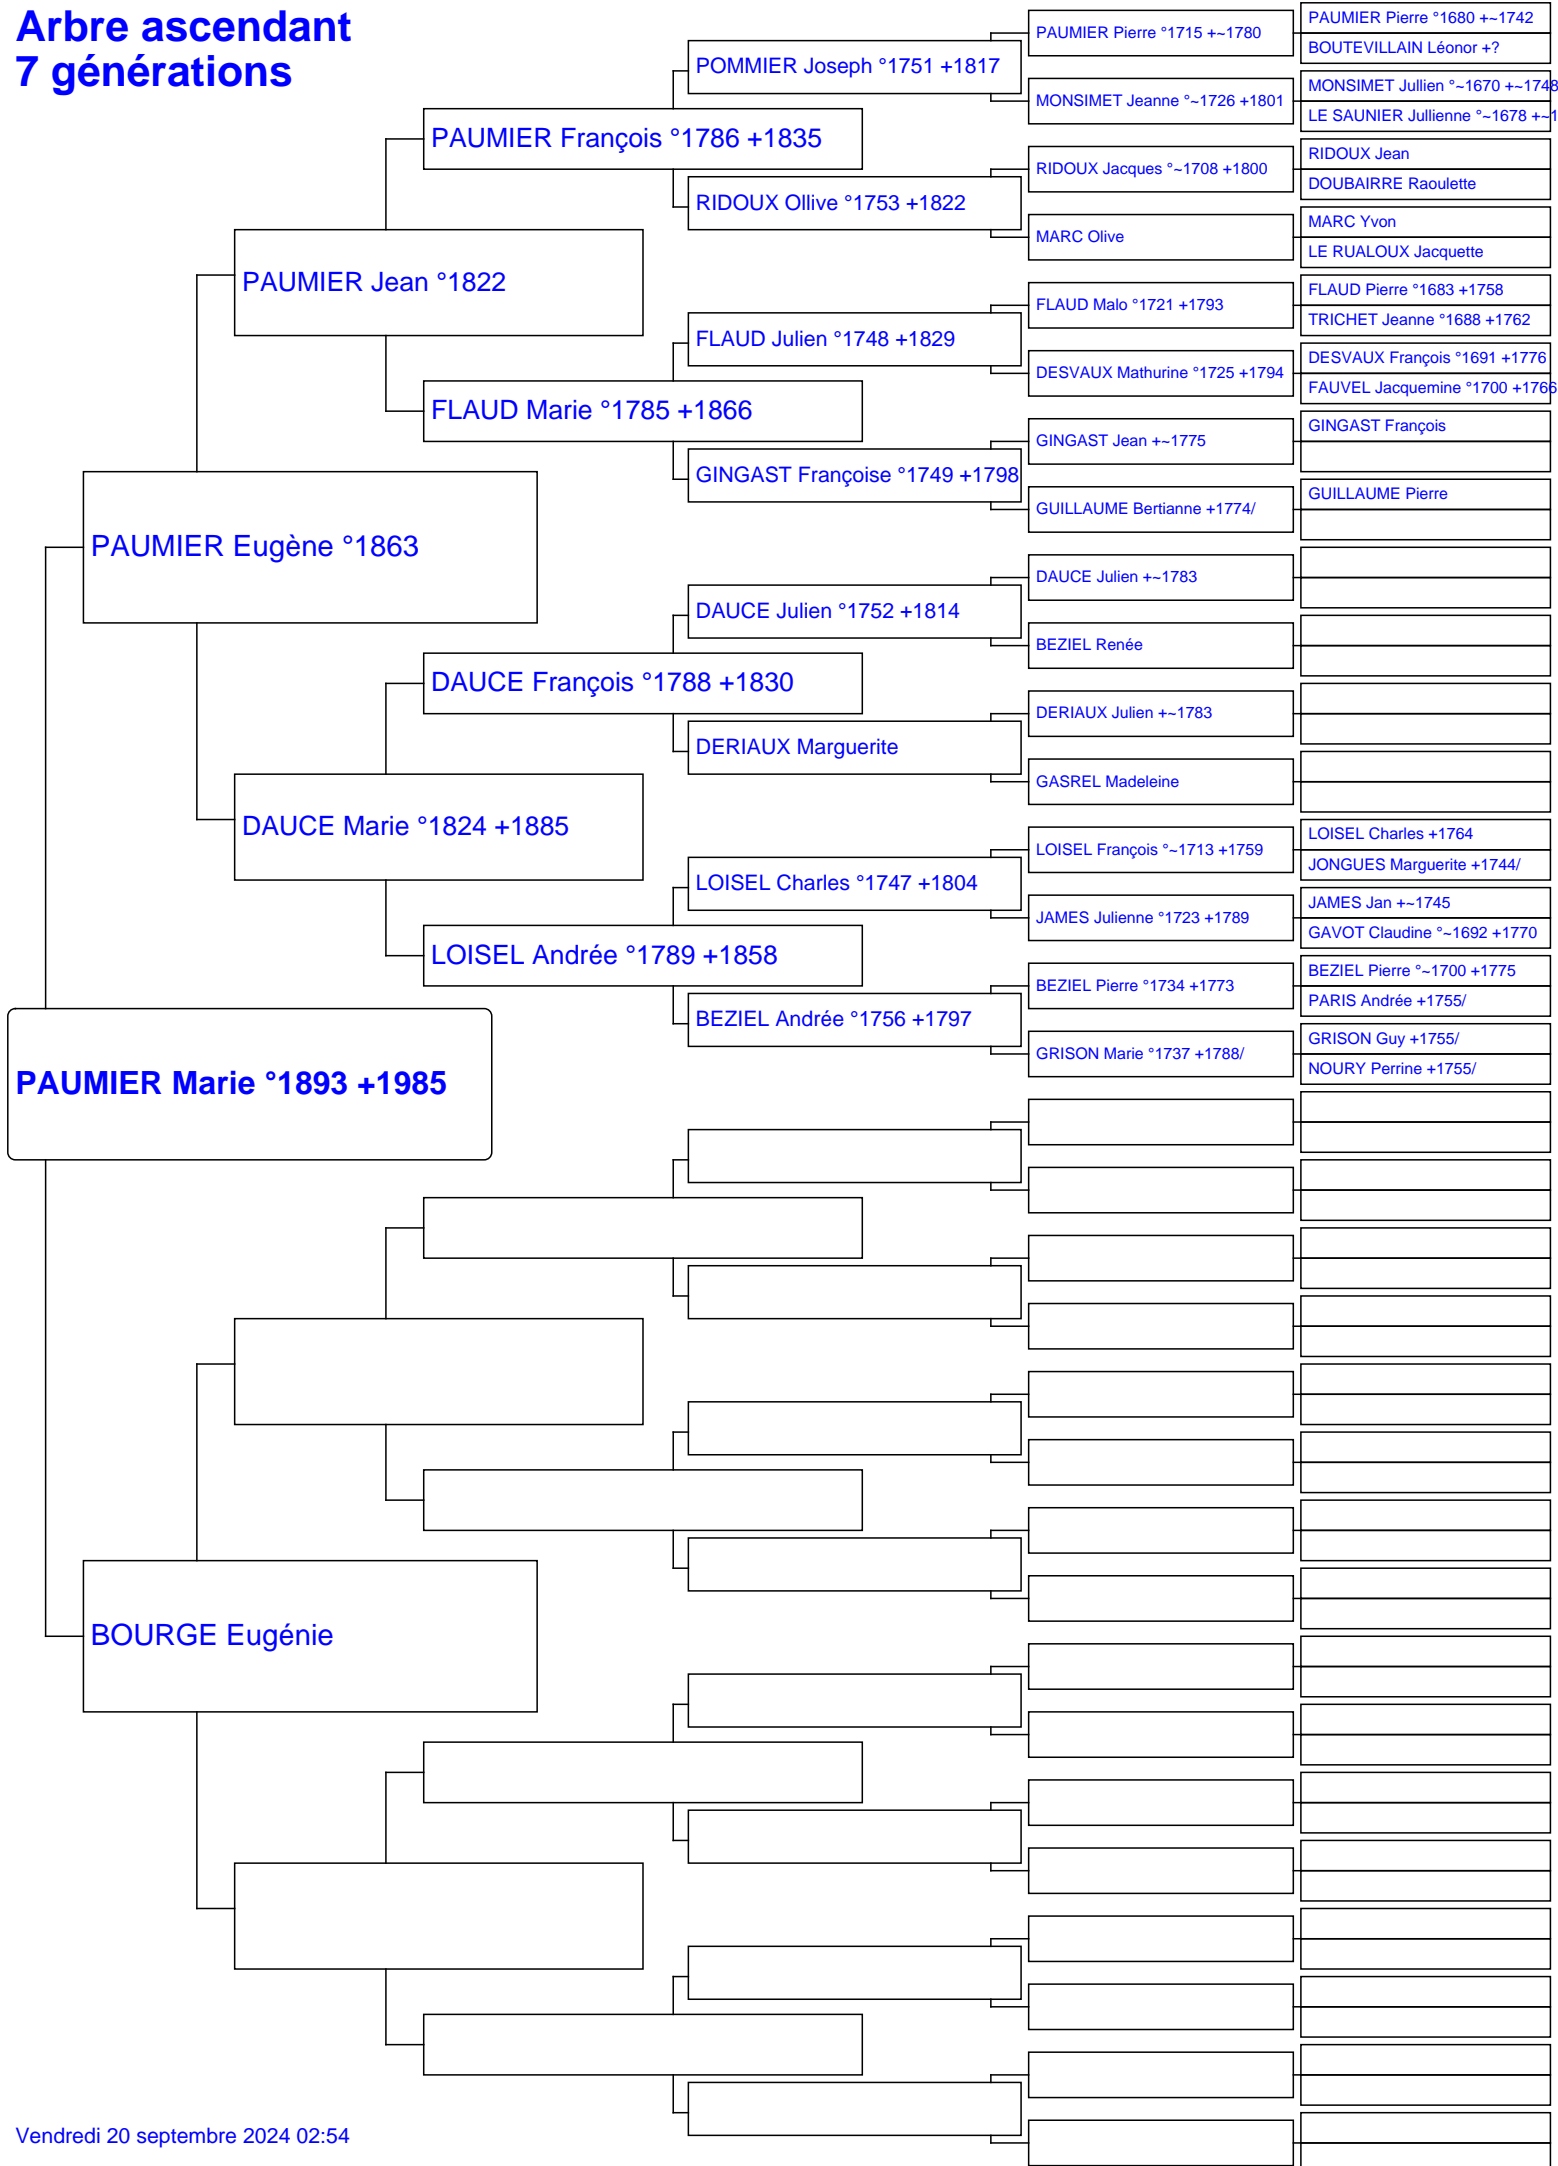 Arbre ascendant
7 générations
PAUMIER Marie °1893 +1985
PAUMIER Eugène °1863
BOURGE Eugénie
PAUMIER Jean °1822
DAUCE Marie °1824 +1885
PAUMIER François °1786 +1835
FLAUD Marie °1785 +1866
DAUCE François °1788 +1830
LOISEL Andrée °1789 +1858
POMMIER Joseph °1751 +1817
RIDOUX Ollive °1753 +1822
FLAUD Julien °1748 +1829
GINGAST Françoise °1749 +1798
DAUCE Julien °1752 +1814
DERIAUX Marguerite
LOISEL Charles °1747 +1804
BEZIEL Andrée °1756 +1797
PAUMIER Pierre °1715 +~1780
MONSIMET Jeanne °~1726 +1801
RIDOUX Jacques °~1708 +1800
MARC Olive
FLAUD Malo °1721 +1793
DESVAUX Mathurine °1725 +1794
GINGAST Jean +~1775
GUILLAUME Bertianne +1774/
DAUCE Julien +~1783
BEZIEL Renée
DERIAUX Julien +~1783
GASREL Madeleine
LOISEL François °~1713 +1759
JAMES Julienne °1723 +1789
BEZIEL Pierre °1734 +1773
GRISON Marie °1737 +1788/
PAUMIER Pierre °1680 +~1742
BOUTEVILLAIN Léonor +?
MONSIMET Jullien °~1670 +~1748
LE SAUNIER Jullienne °~1678 +~1
RIDOUX Jean
DOUBAIRRE Raoulette
MARC Yvon
LE RUALOUX Jacquette
FLAUD Pierre °1683 +1758
TRICHET Jeanne °1688 +1762
DESVAUX François °1691 +1776
FAUVEL Jacquemine °1700 +1766
GINGAST François
GUILLAUME Pierre
LOISEL Charles +1764
JONGUES Marguerite +1744/
JAMES Jan +~1745
GAVOT Claudine °~1692 +1770
BEZIEL Pierre °~1700 +1775
PARIS Andrée +1755/
GRISON Guy +1755/
NOURY Perrine +1755/
Vendredi 20 septembre 2024 02:54